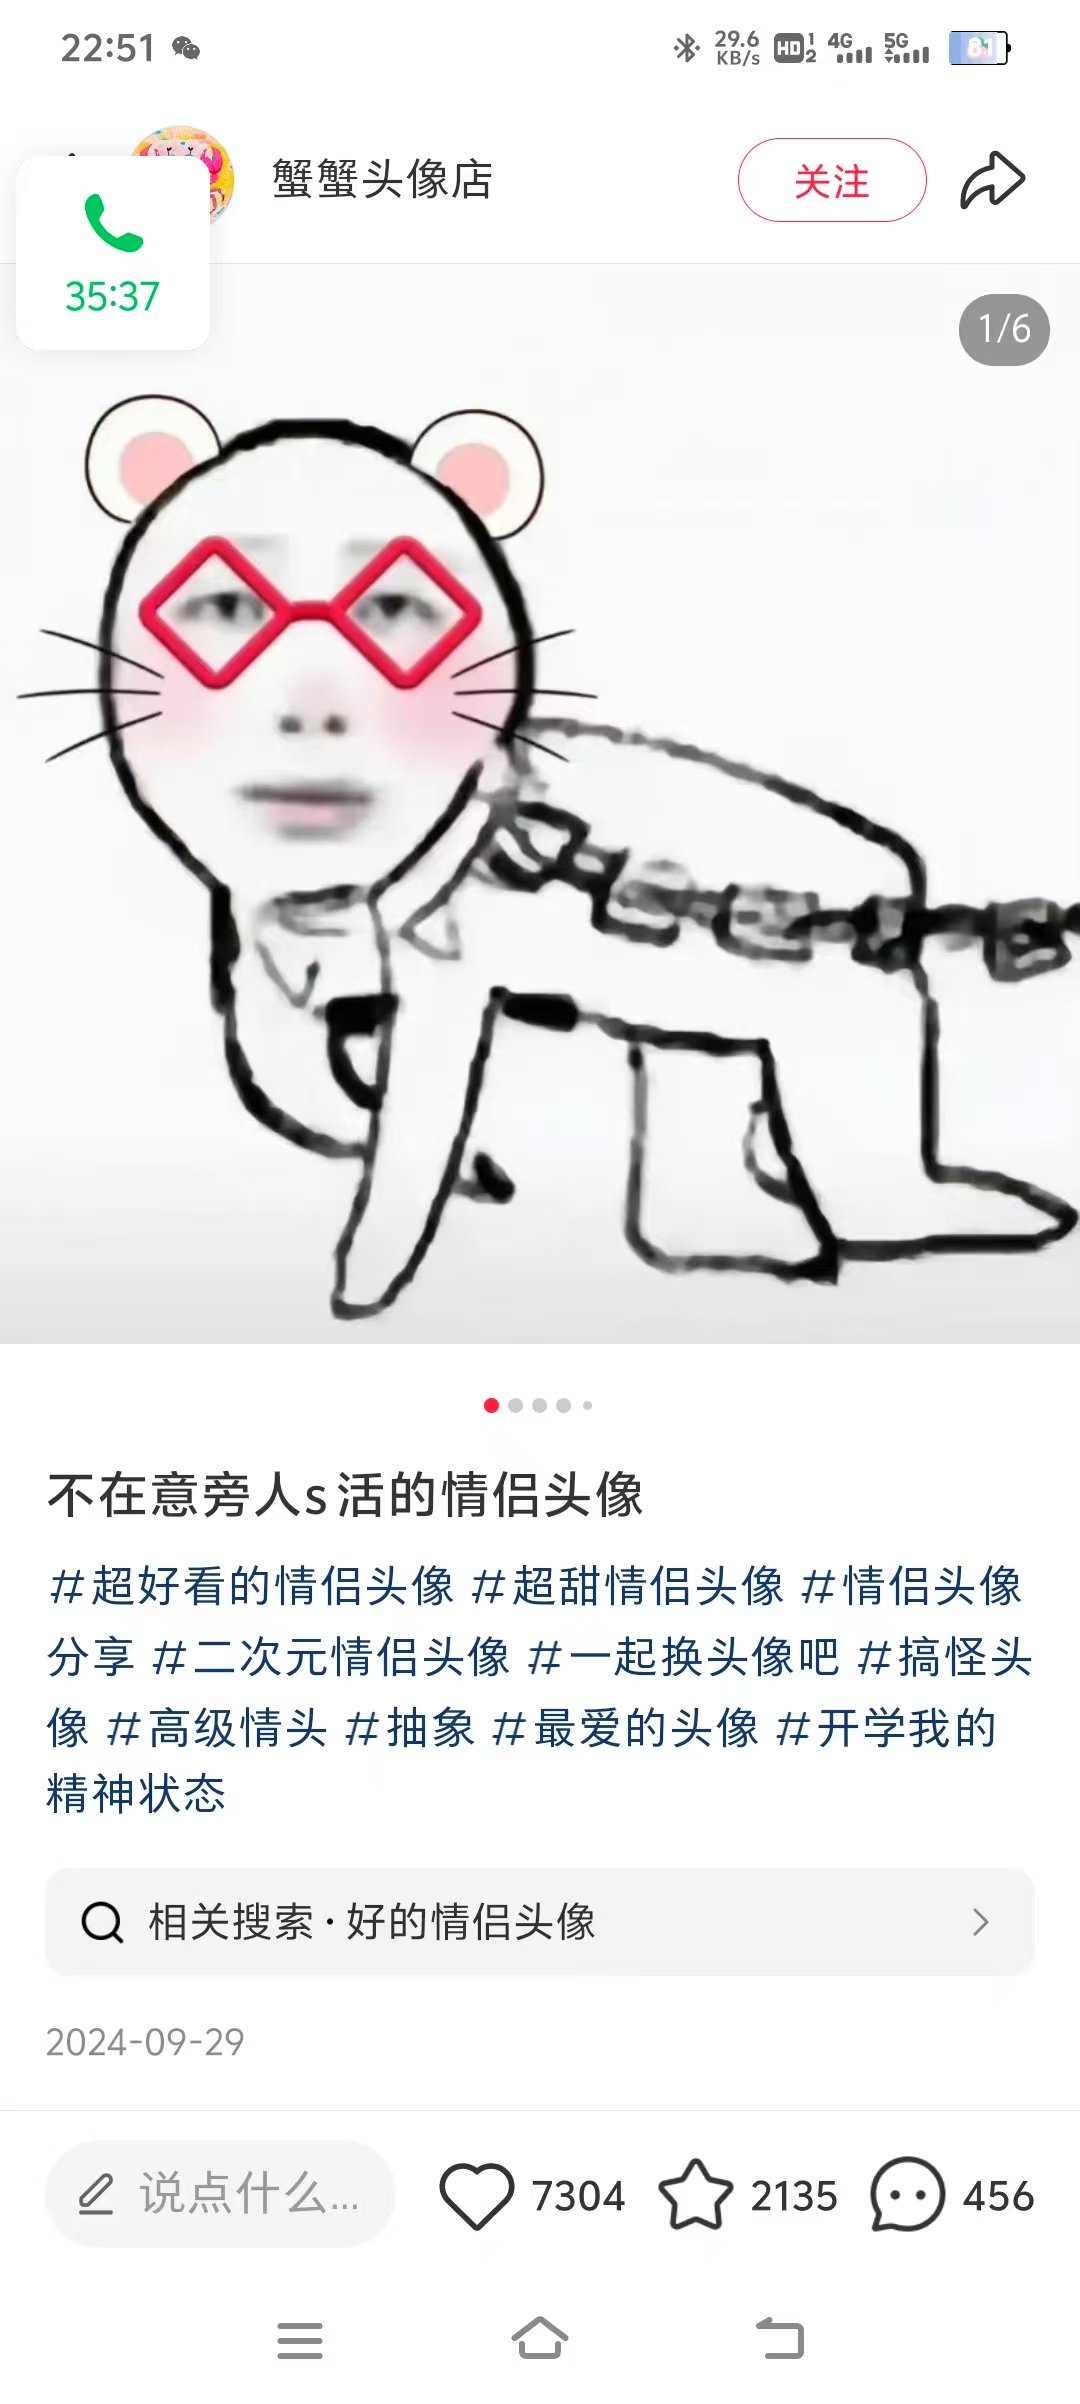 22:51
29.6 KB/s HD 1 2 4G 5G 81
蟹蟹头像店
关注
35:37
1/6
不在意旁人s活的情侣头像
#超好看的情侣头像 #超甜情侣头像 #情侣头像
分享 #二次元情侣头像 #一起换头像吧 #搞怪头
像 #高级情头 #抽象 #最爱的头像 #开学我的
精神状态
相关搜索·好的情侣头像
2024-09-29
说点什么...
7304
2135
456